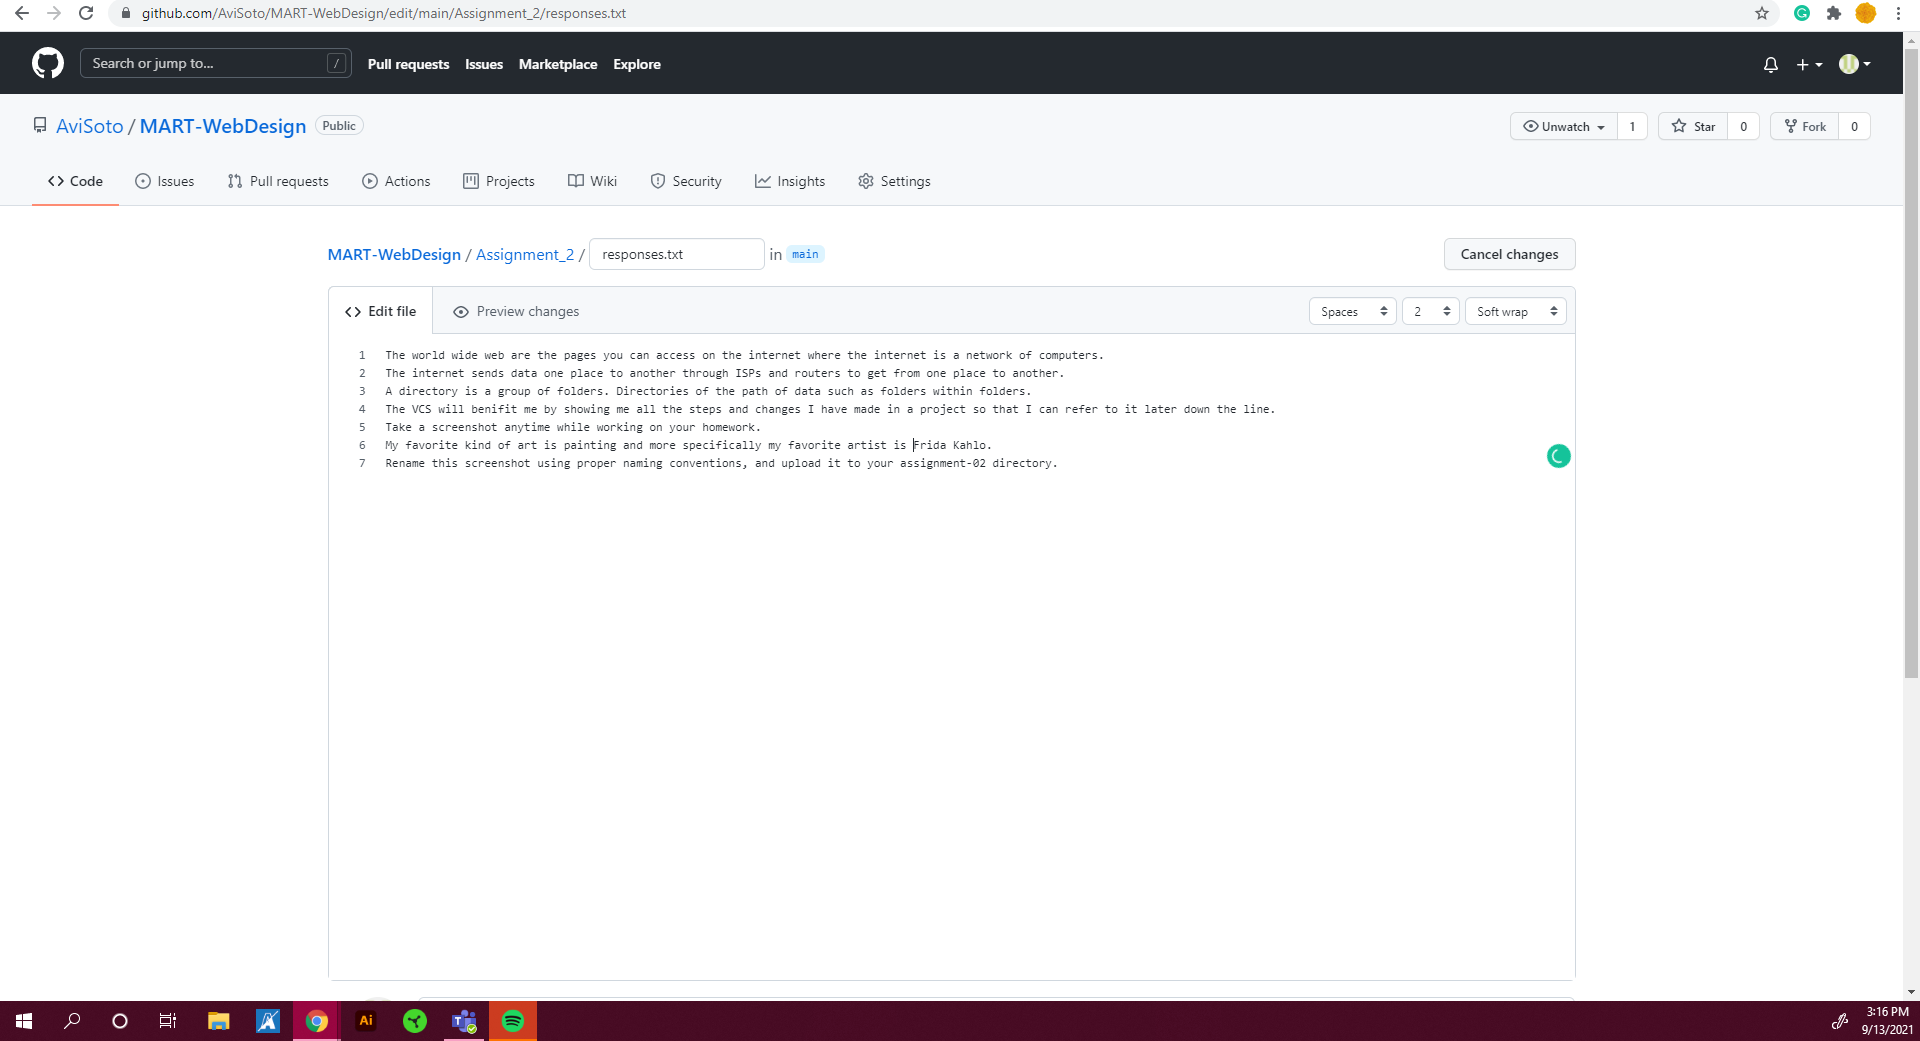 github.com/AviSoto/MART-WebDesign/edit/main/Assignment_2/responses.txt
Search or jump to... / Pull requests Issues Marketplace Explore
AviSoto / MART-WebDesign Public Unwatch 1 Star 0 Fork 0
Code Issues Pull requests Actions Projects Wiki Security Insights Settings
MART-WebDesign / Assignment_2 / responses.txt in main Cancel changes
Edit file Preview changes Spaces 2 Soft wrap
1 The world wide web are the pages you can access on the internet where the internet is a network of computers.
2 The internet sends data one place to another through ISPs and routers to get from one place to another.
3 A directory is a group of folders. Directories of the path of data such as folders within folders.
4 The VCS will benifit me by showing me all the steps and changes I have made in a project so that I can refer to it later down the line.
5 Take a screenshot anytime while working on your homework.
6 My favorite kind of art is painting and more specifically my favorite artist is Frida Kahlo.
7 Rename this screenshot using proper naming conventions, and upload it to your assignment-02 directory.
Ai
3:16 PM
9/13/2021